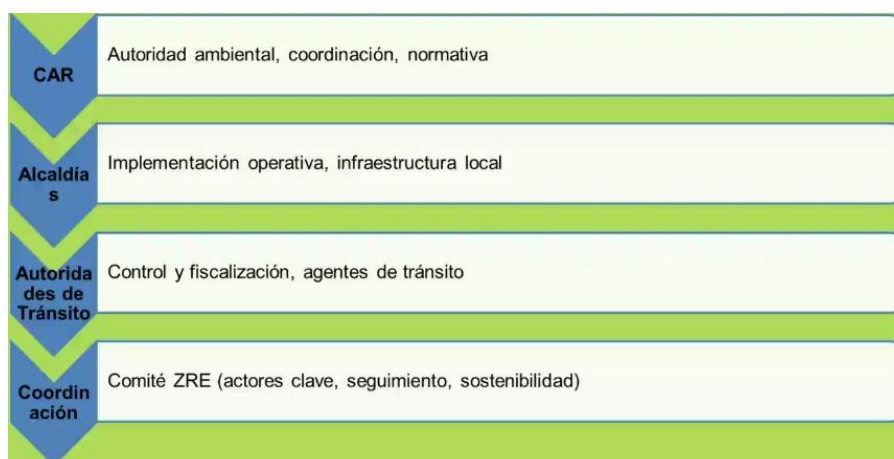 CAR
Autoridad ambiental, coordinación, normativa
Alcaldía
s
Implementación operativa, infraestructura local
Autorida
des de
Tránsito
Control y fiscalización, agentes de tránsito
Coordin
ación
Comité ZRE (actores clave, seguimiento, sostenibilidad)